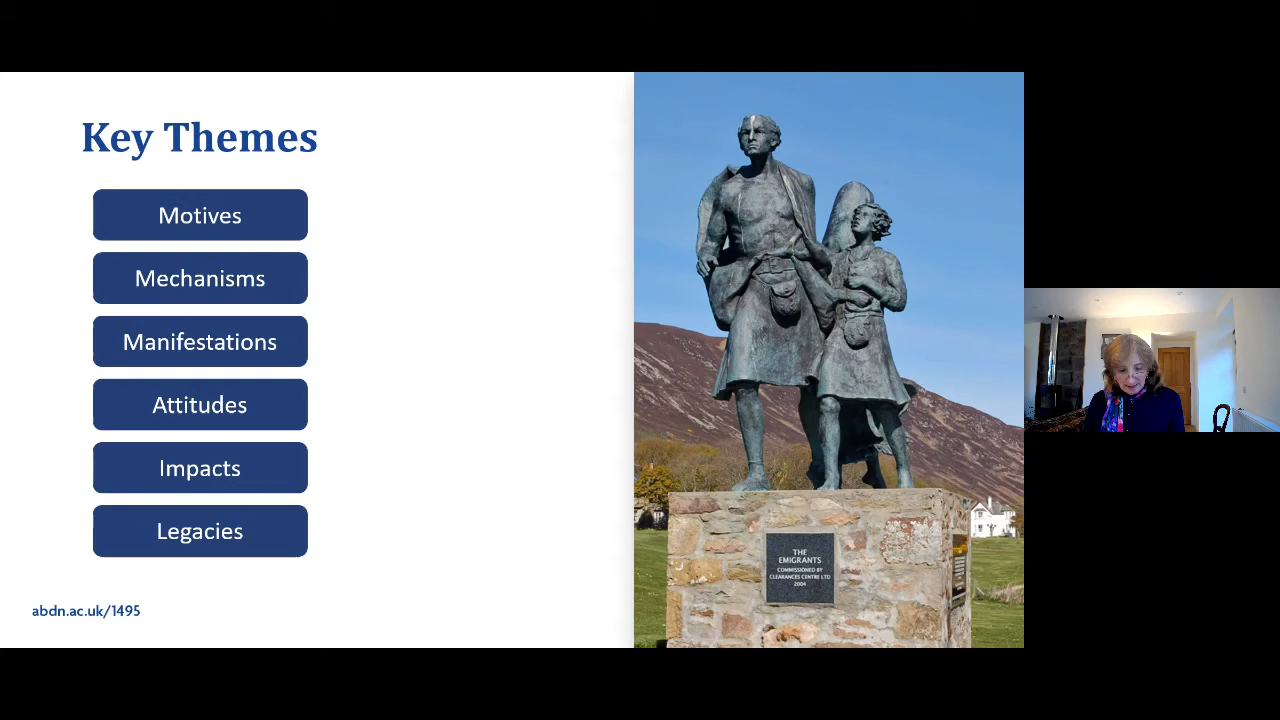 Key Themes
Motives
Mechanisms
Manifestations
Attitudes
Impacts
Legacies
abdn.ac.uk/1495
THE
EMIGRANTS
COMMISSIONED BY
CLEARANCES CENTRE LTD
2004